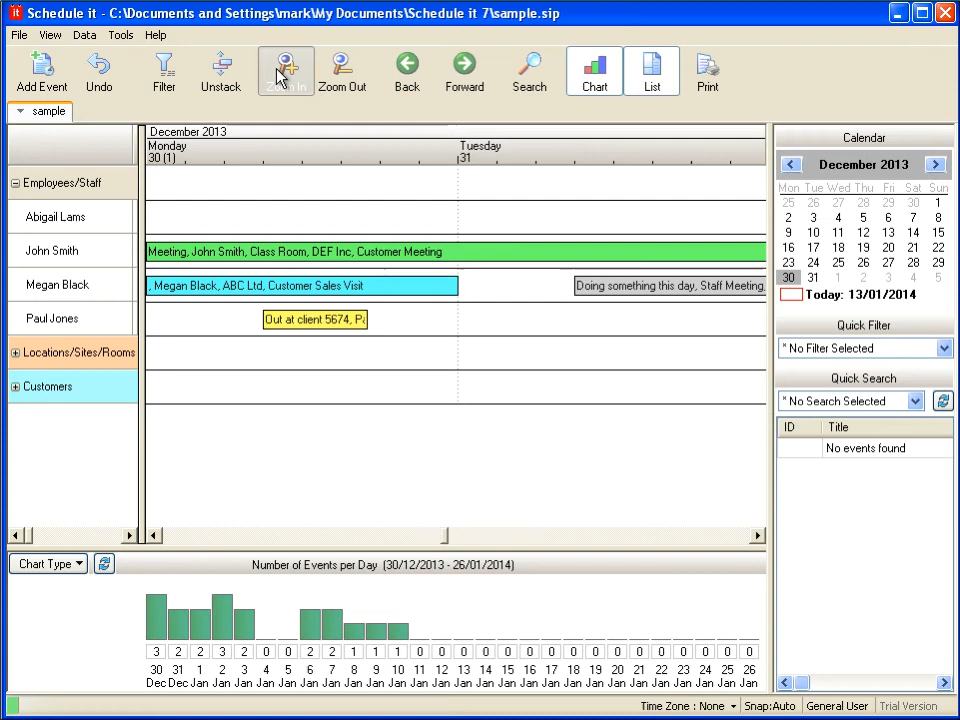 Schedule it - C:\Documents and Settings\mark\My Documents\Schedule it 7\sample.sip
File View Data Tools Help
Add Event Undo Filter Unstack Zoom In Zoom Out Back Forward Search Chart List Print
sample
December 2013
Monday
30 (1)
Tuesday
31
Employees/Staff
Abigail Lams
John Smith
Meeting, John Smith, Class Room, DEF Inc, Customer Meeting
Megan Black
, Megan Black, ABC Ltd, Customer Sales Visit
Doing something this day, Staff Meeting,
Paul Jones
Out at client 5674, Pa
Locations/Sites/Rooms
Customers
Calendar
December 2013
Mon Tue Wed Thu Fri Sat Sun
25 26 27 28 29 30 1
2 3 4 5 6 7 8
9 10 11 12 13 14 15
16 17 18 19 20 21 22
23 24 25 26 27 28 29
30 31 1 2 3 4 5
Today: 13/01/2014
Quick Filter
* No Filter Selected
Quick Search
* No Search Selected
ID Title
No events found
Chart Type
Number of Events per Day (30/12/2013 - 26/01/2014)
3 2 2 3 2 0 0 2 2 1 1 1 0 0 0 0 0 0 0 0 0 0 0 0 0 0 0 0
30 31 1 2 3 4 5 6 7 8 9 10 11 12 13 14 15 16 17 18 19 20 21 22 23 24 25 26
Dec Dec Jan Jan Jan Jan Jan Jan Jan Jan Jan Jan Jan Jan Jan Jan Jan Jan Jan Jan Jan Jan Jan Jan Jan Jan Jan Jan
Time Zone : None Snap:Auto General User Trial Version